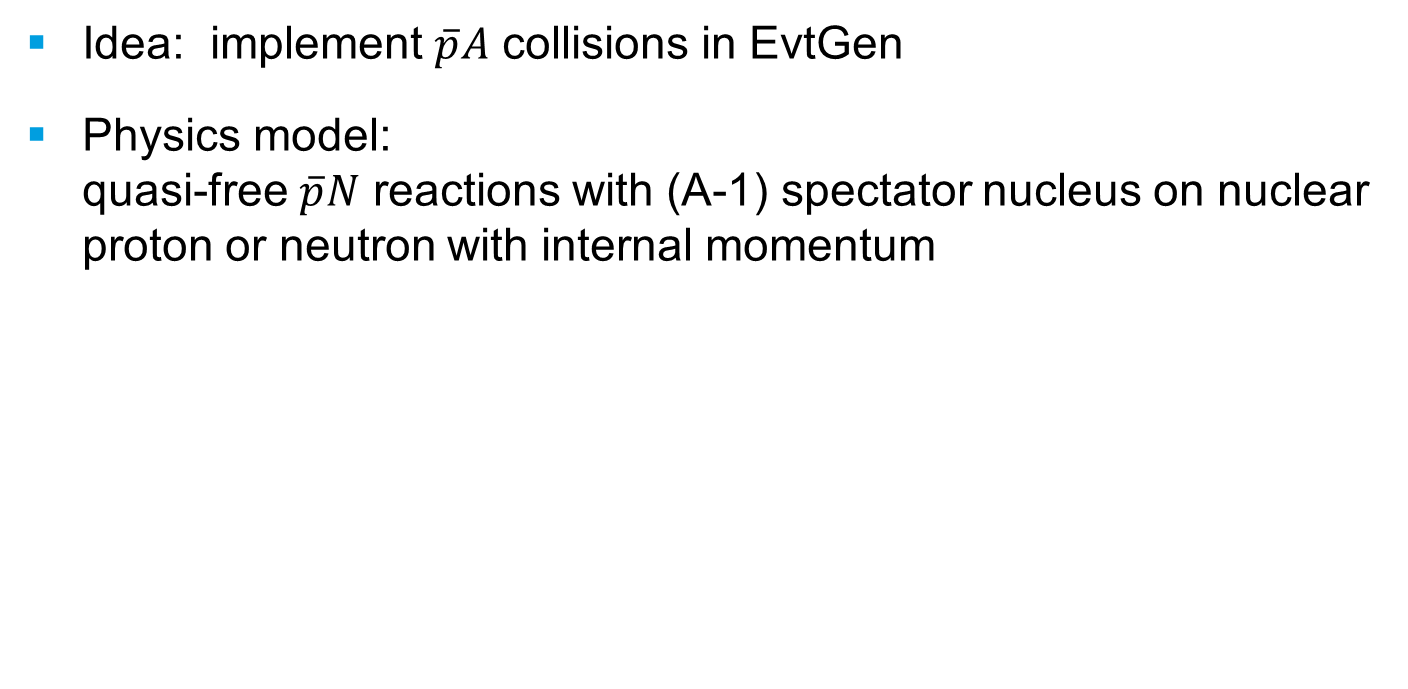 ▪ Idea: implement p̄A collisions in EvtGen
▪ Physics model:
quasi-free p̄N reactions with (A-1) spectator nucleus on nuclear
proton or neutron with internal momentum